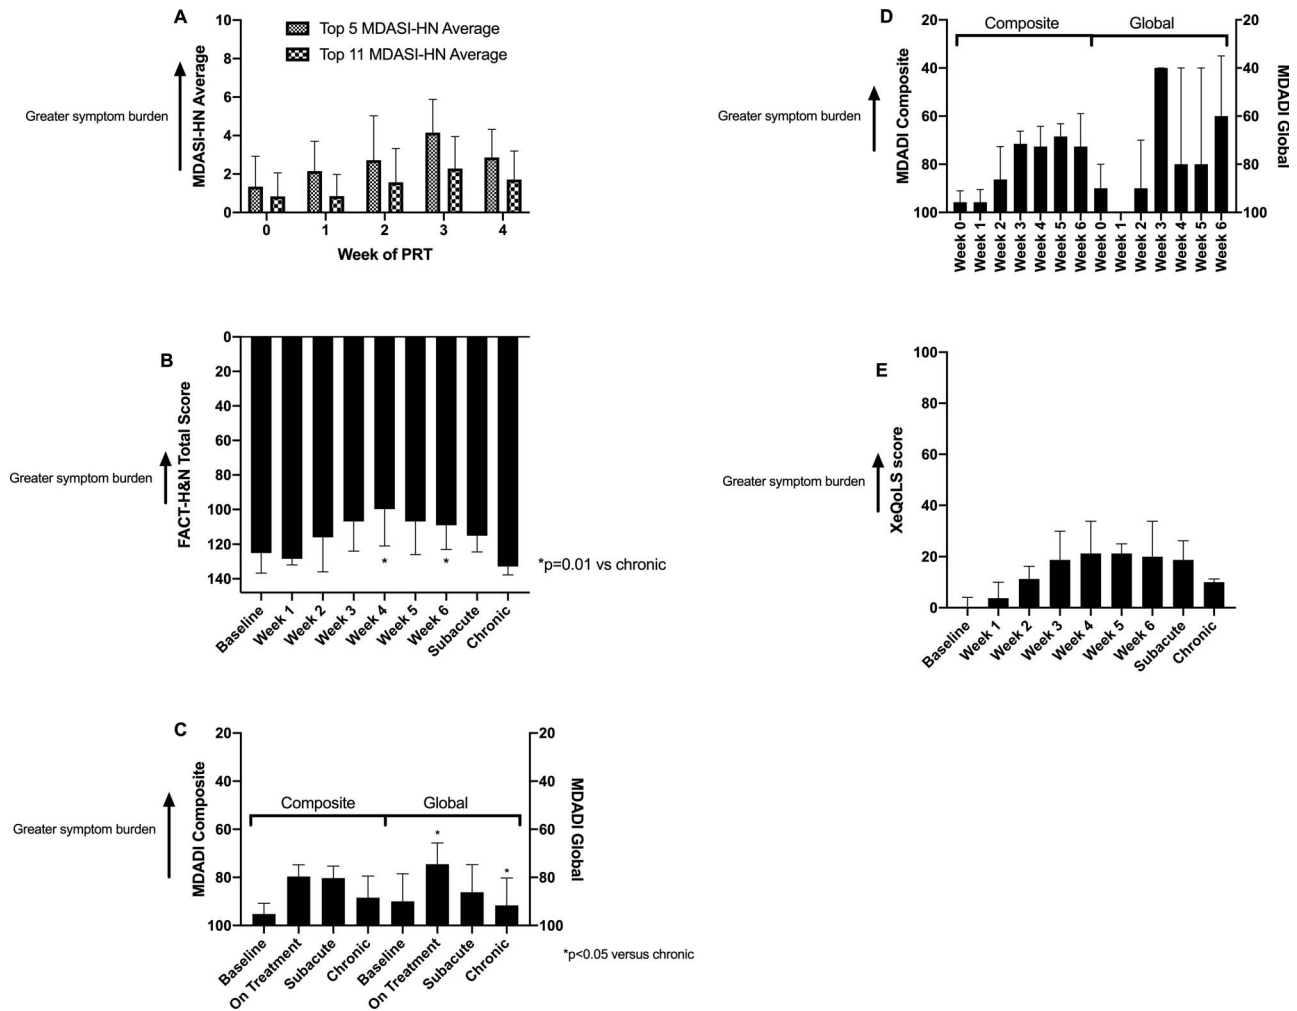 A
10
8
6
4
2
0
MDASI-HN Average
Greater symptom burden
Top 5 MDASI-HN Average
Top 11 MDASI-HN Average
0 1 2 3 4
Week of PRT
B
0
20
40
60
80
100
120
140
FACT-H&N Total Score
Greater symptom burden
* *
*p=0.01 vs chronic
Baseline Week 1 Week 2 Week 3 Week 4 Week 5 Week 6 Subacute Chronic
C
20
40
60
80
100
MDADI Composite
Greater symptom burden
Composite Global
* *
20
40
60
80
100
MDADI Global
Baseline On Treatment Subacute Chronic Baseline On Treatment Subacute Chronic
*p<0.05 versus chronic
D
20
40
60
80
100
MDADI Composite
Greater symptom burden
Composite Global
20
40
60
80
100
MDADI Global
Week 0 Week 1 Week 2 Week 3 Week 4 Week 5 Week 6 Week 0 Week 1 Week 2 Week 3 Week 4 Week 5 Week 6
E
100
80
60
40
20
0
XeQoLS score
Greater symptom burden
Baseline Week 1 Week 2 Week 3 Week 4 Week 5 Week 6 Subacute Chronic